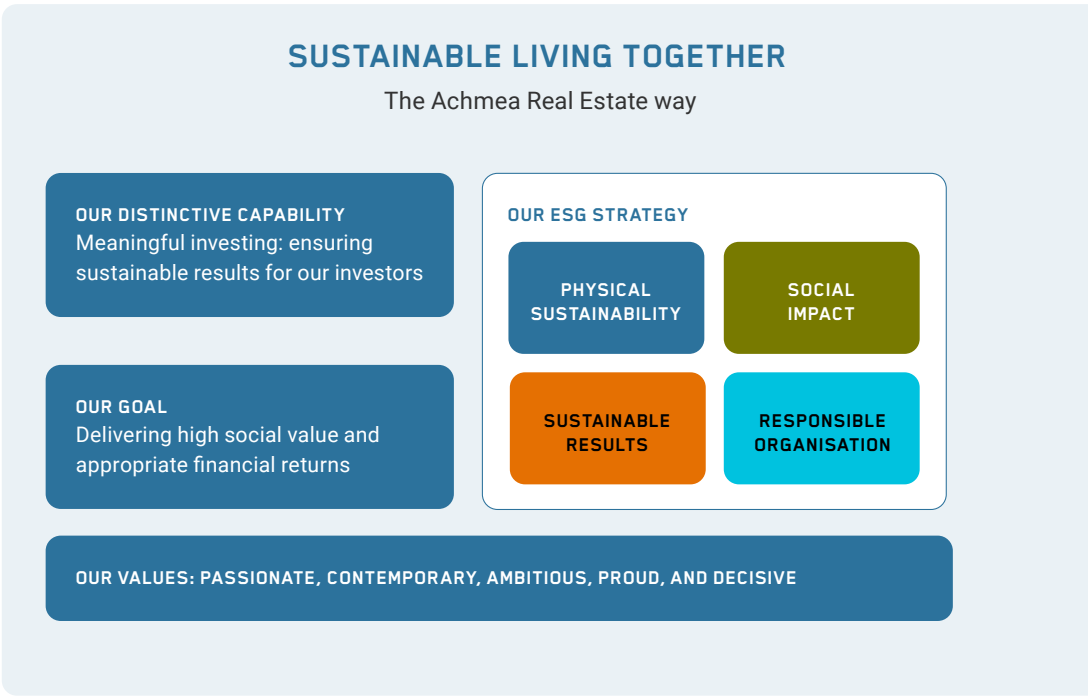 SUSTAINABLE LIVING TOGETHER
The Achmea Real Estate way
OUR DISTINCTIVE CAPABILITY
Meaningful investing: ensuring
sustainable results for our investors
OUR GOAL
Delivering high social value and
appropriate financial returns
OUR ESG STRATEGY
PHYSICAL
SUSTAINABILITY
SOCIAL
IMPACT
SUSTAINABLE
RESULTS
RESPONSIBLE
ORGANISATION
OUR VALUES: PASSIONATE, CONTEMPORARY, AMBITIOUS, PROUD, AND DECISIVE